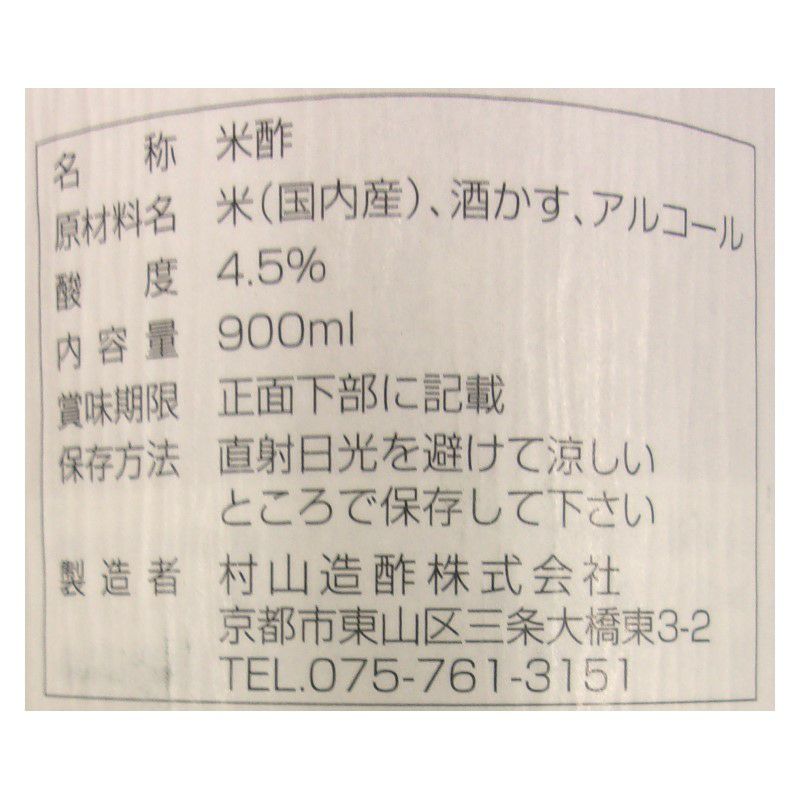 名称 米酢
原材料名 米(国内産)、酒かす、アルコール
酸度 4.5%
内容量 900ml
賞味期限 正面下部に記載
保存方法 直射日光を避けて涼しい
ところで保存して下さい
製造者 村山造酢株式会社
京都市東山区三条大橋東3-2
TEL.075-761-3151